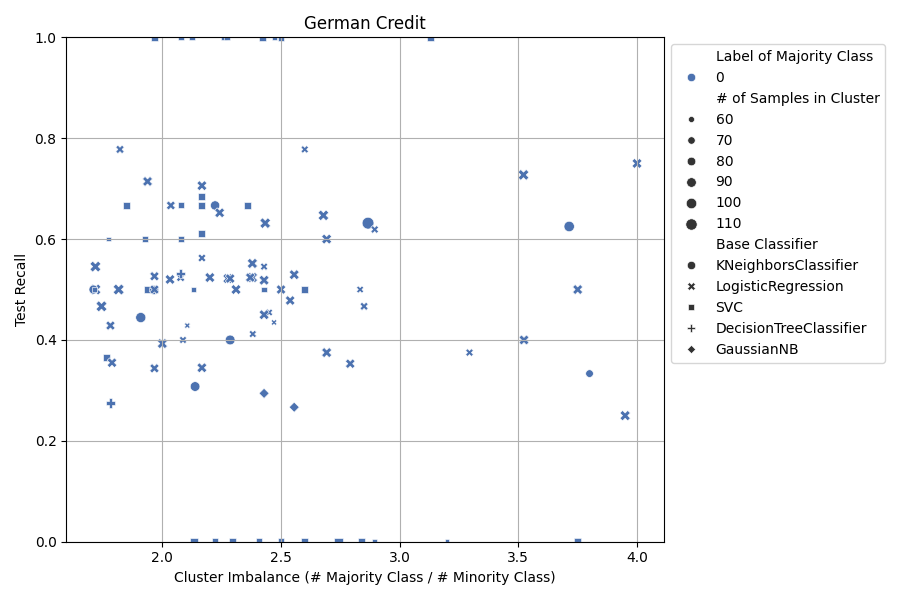 German Credit
1.0
0.8
0.6
0.4
0.2
0.0
Test Recall
2.0 2.5 3.0 3.5 4.0
Cluster Imbalance (# Majority Class / # Minority Class)
Label of Majority Class
0
# of Samples in Cluster
60
70
80
90
100
110
Base Classifier
KNeighborsClassifier
LogisticRegression
SVC
DecisionTreeClassifier
GaussianNB